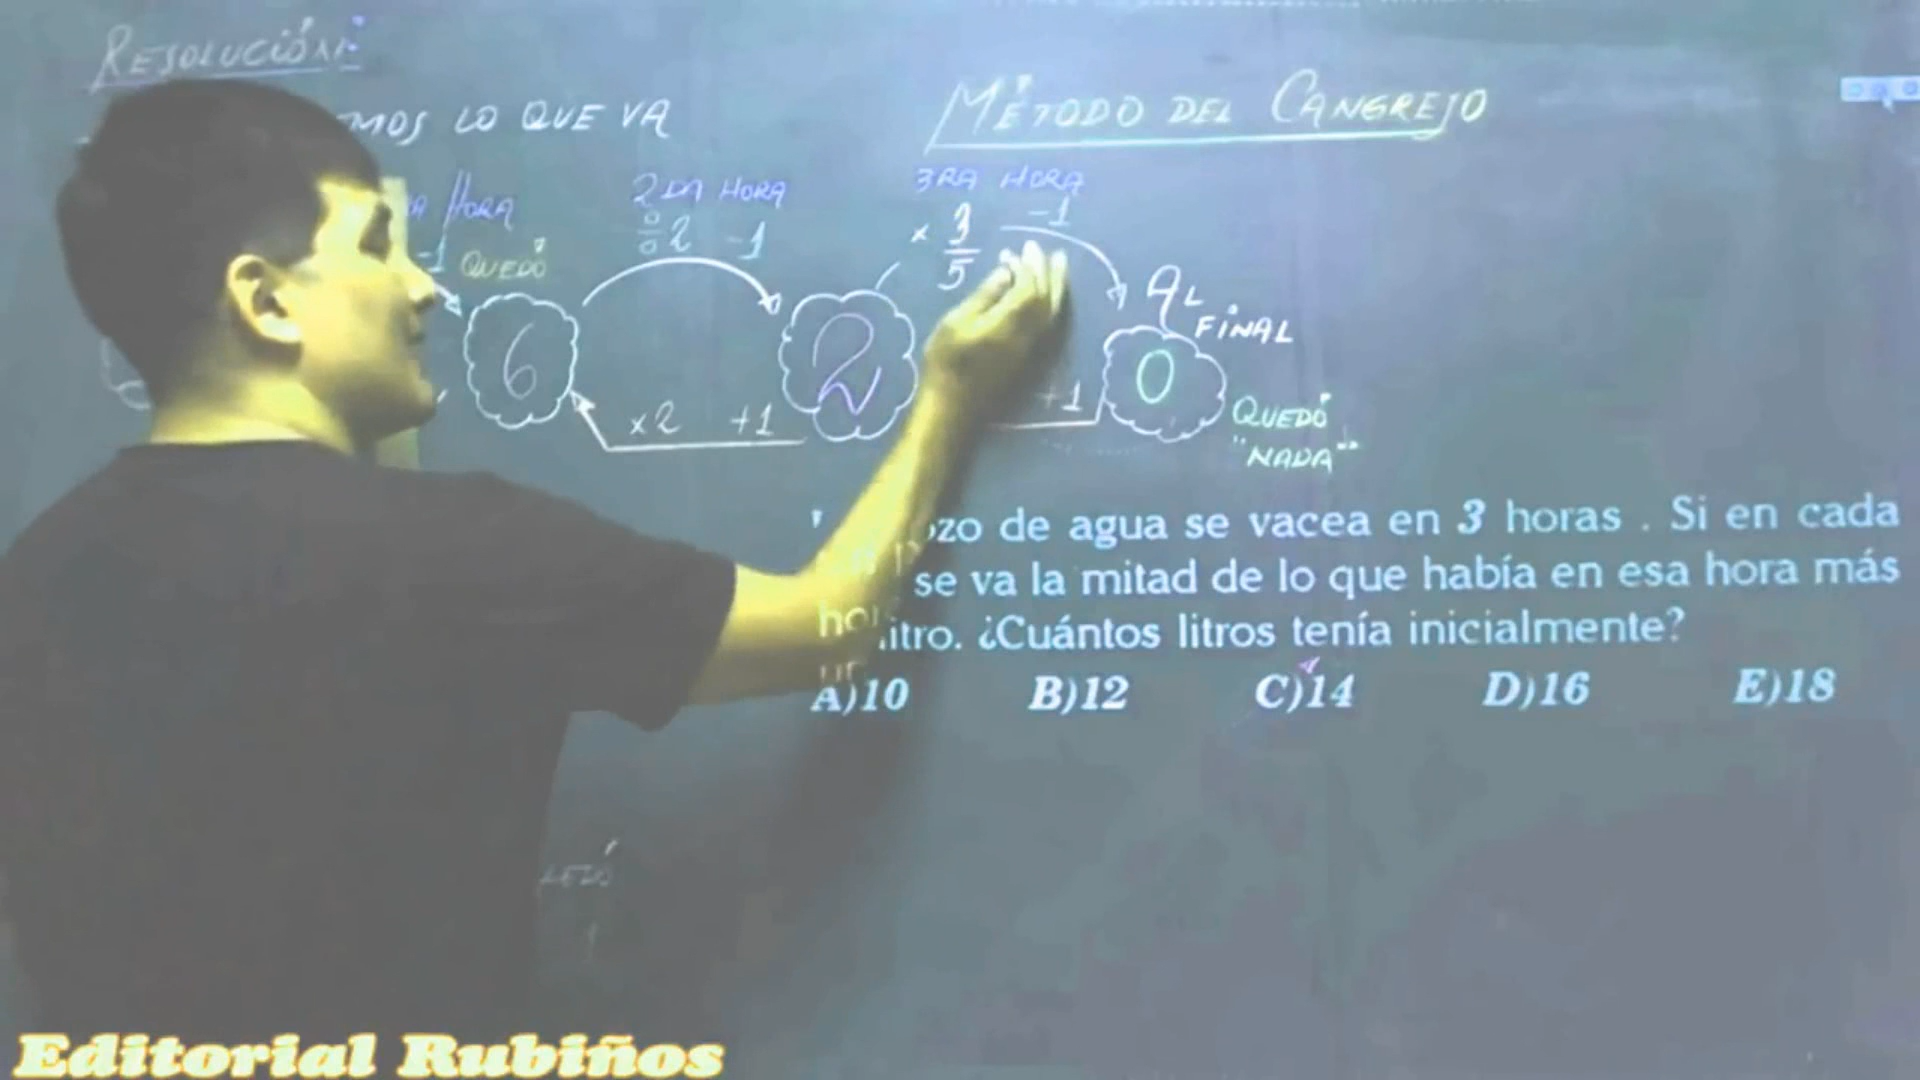 RESOLUCIÓN:
LO QUE VA
MÉTODO DEL CANGREJO
HORA
2DA HORA
3RA HORA
-1 QUEDÓ
÷2 -1
× 3/5 -1
AL
FINAL
6
2
0
×2 +1
+1
QUEDÓ
"NADA"
de agua se vacea en 3 horas . Si en cada
se va la mitad de lo que había en esa hora más
¿Cuántos litros tenía inicialmente?
A)10 B)12 C)14 D)16 E)18
Editorial Rubiños